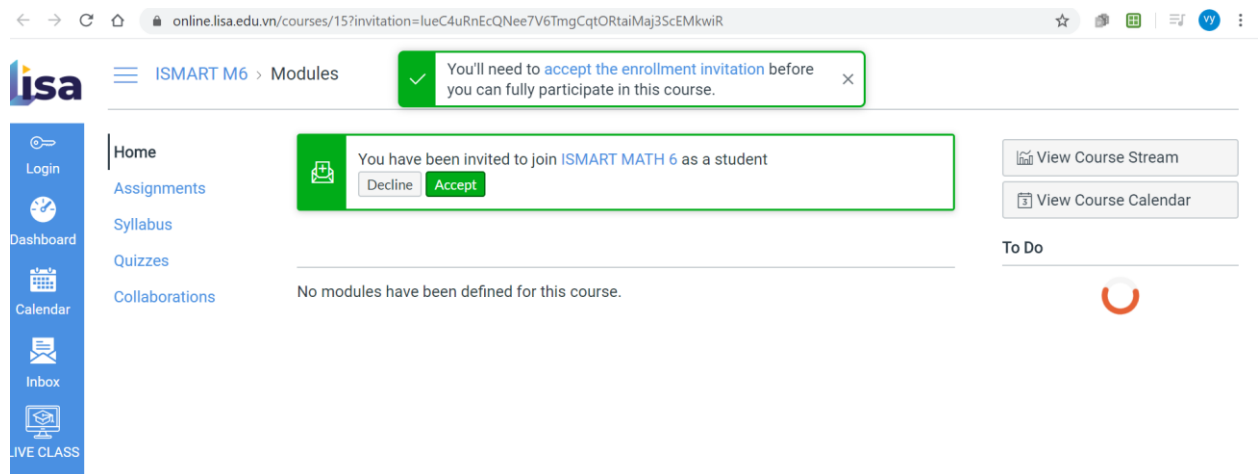 online.lisa.edu.vn/courses/15?invitation=lueC4uRnEcQNee7V6TmgCqtORtaiMaj3ScEMkwiR
vy
lisa
ISMART M6 > Modules
You'll need to accept the enrollment invitation before
you can fully participate in this course.
Login
Dashboard
Calendar
Inbox
LIVE CLASS
Home
Assignments
Syllabus
Quizzes
Collaborations
You have been invited to join ISMART MATH 6 as a student
Decline Accept
No modules have been defined for this course.
View Course Stream
3 View Course Calendar
To Do